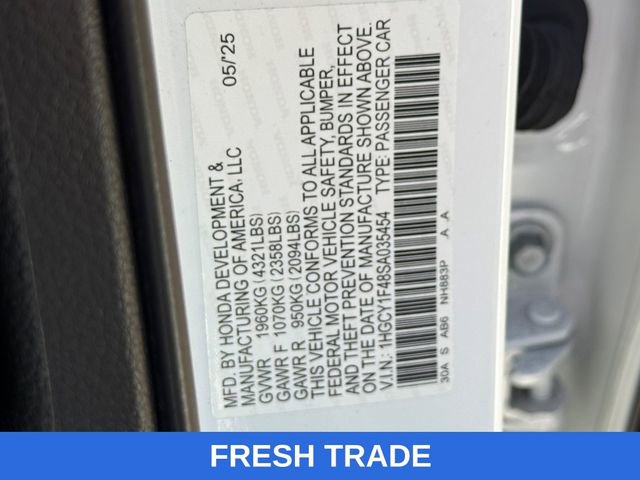 MFD. BY HONDA DEVELOPMENT & 05/'25
MANUFACTURING OF AMERICA, LLC
GVWR 1960KG (4321LBS)
GAWR F 1070KG (2358LBS)
GAWR R 950KG (2094LBS)
THIS VEHICLE CONFORMS TO ALL APPLICABLE
FEDERAL MOTOR VEHICLE SAFETY, BUMPER,
AND THEFT PREVENTION STANDARDS IN EFFECT
ON THE DATE OF MANUFACTURE SHOWN ABOVE.
V.I.N.: 1HGCY1F48SA035454 TYPE: PASSENGER CAR
30A S AB6 NH883P A A
FRESH TRADE